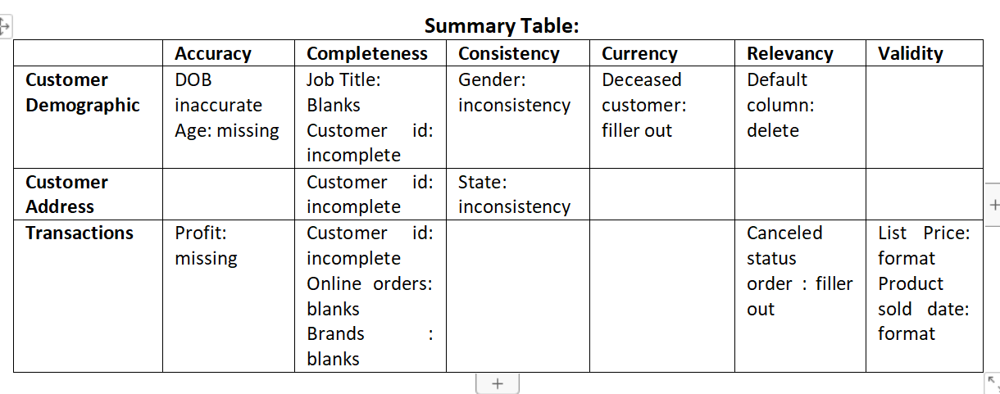 Summary Table:
Accuracy Completeness Consistency Currency Relevancy Validity
Customer
Demographic
DOB
inaccurate
Age: missing
Job Title:
Blanks
Customer id:
incomplete
Gender:
inconsistency
Deceased
customer:
filler out
Default
column:
delete
Customer
Address
Customer id:
incomplete
State:
inconsistency
Transactions
Profit:
missing
Customer id:
incomplete
Online orders:
blanks
Brands :
blanks
Canceled
status
order : filler
out
List Price:
format
Product
sold date:
format